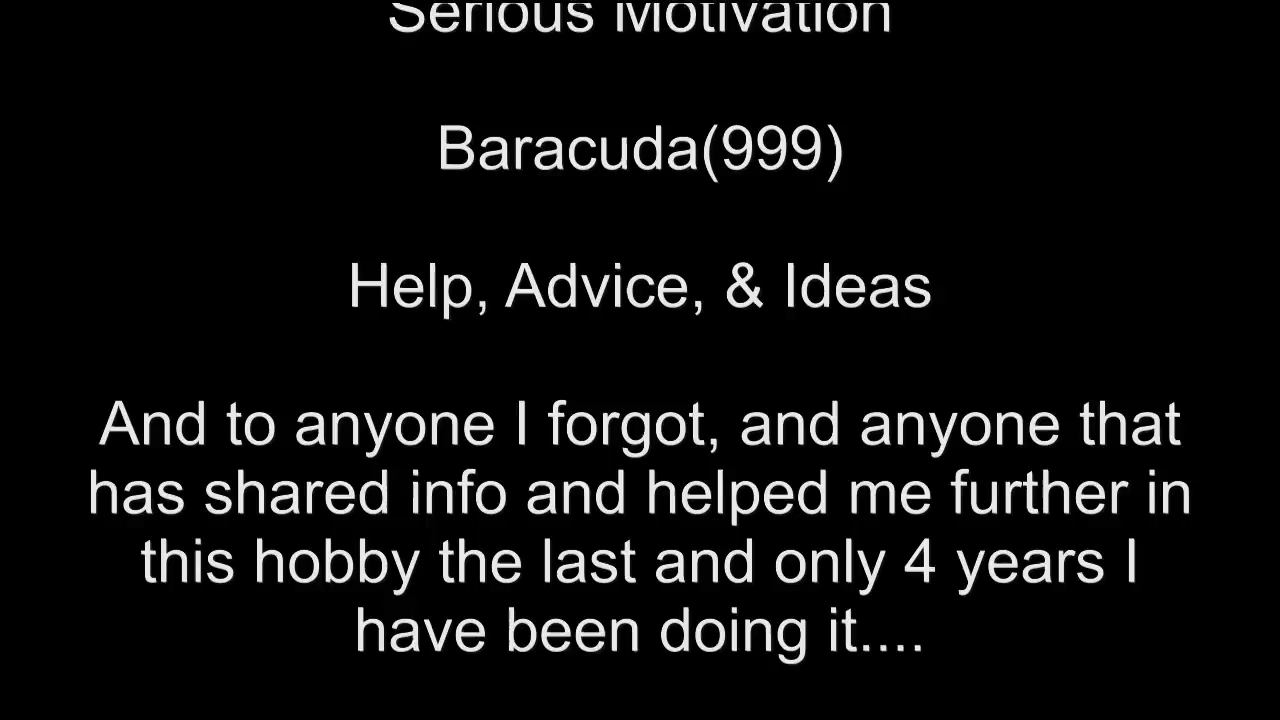 Serious Motivation
Baracuda(999)
Help, Advice, & Ideas
And to anyone I forgot, and anyone that
has shared info and helped me further in
this hobby the last and only 4 years I
have been doing it....